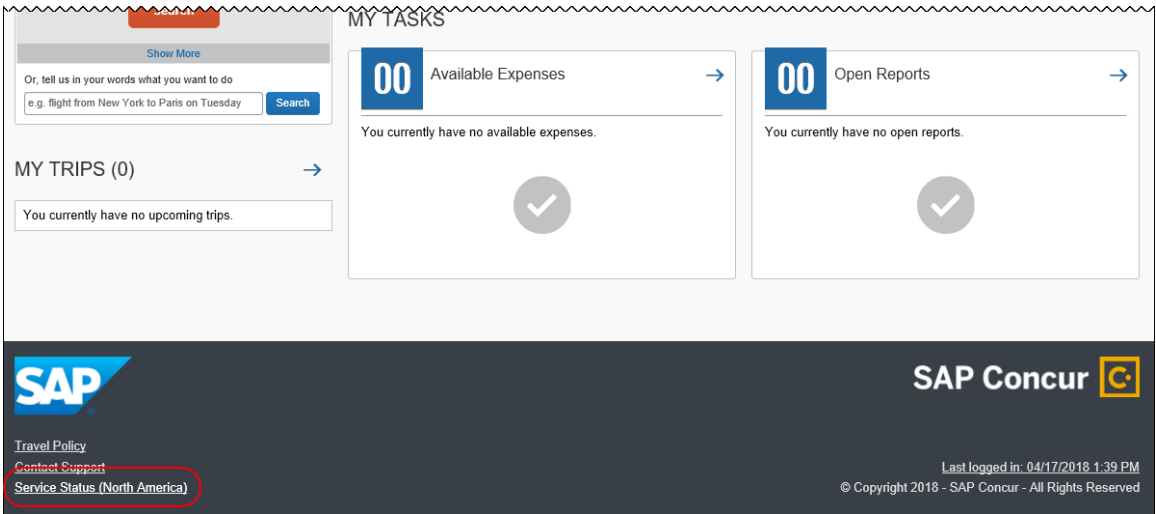 Search
Show More
Or, tell us in your words what you want to do
e.g. flight from New York to Paris on Tuesday
Search
MY TRIPS (0)
You currently have no upcoming trips.
MY TASKS
00
Available Expenses
You currently have no available expenses.
00
Open Reports
You currently have no open reports.
SAP
Travel Policy
Contact Support
Service Status (North America)
SAP Concur C.
Last logged in: 04/17/2018 1:39 PM
© Copyright 2018 - SAP Concur - All Rights Reserved